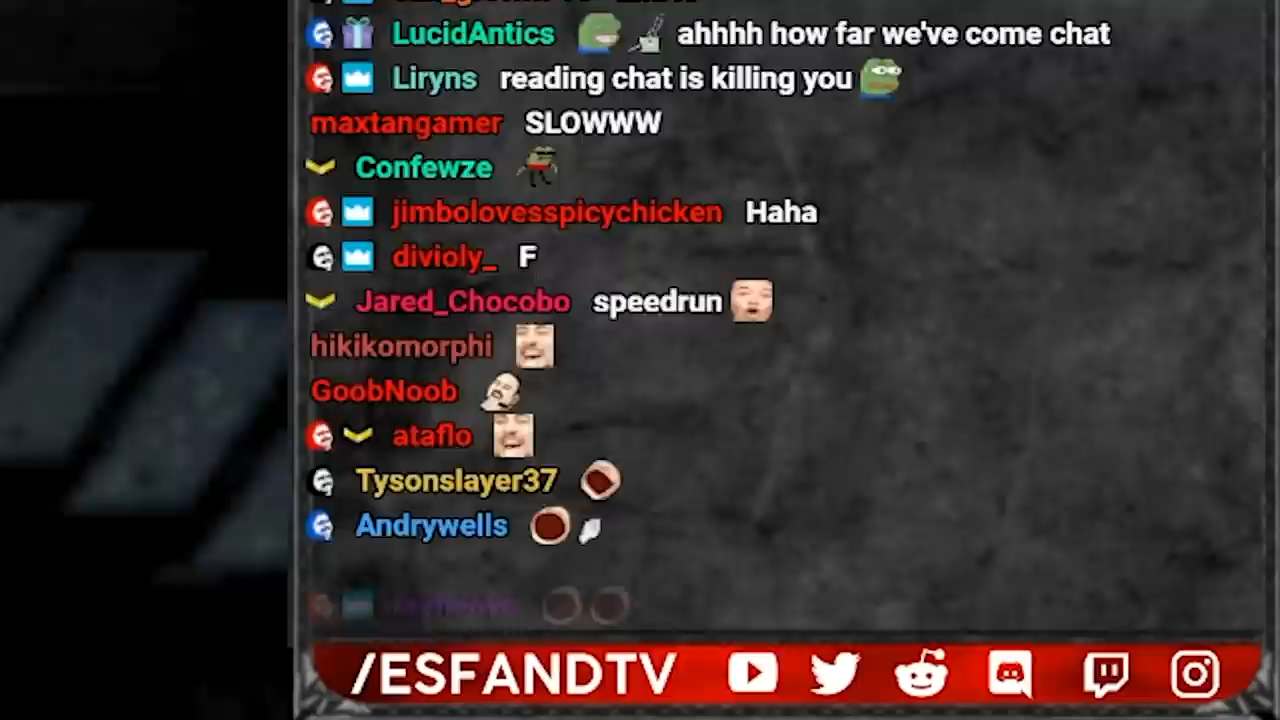 LucidAntics ahhhh how far we've come chat
Liryns reading chat is killing you
maxtangamer SLOWWW
Confewze
jimbolovesspicychicken Haha
divioly_ F
Jared_Chocobo speedrun
hikikomorphi
GoobNoob
ataflo
Tysonslayer37
Andrywells
/ESFANDTV